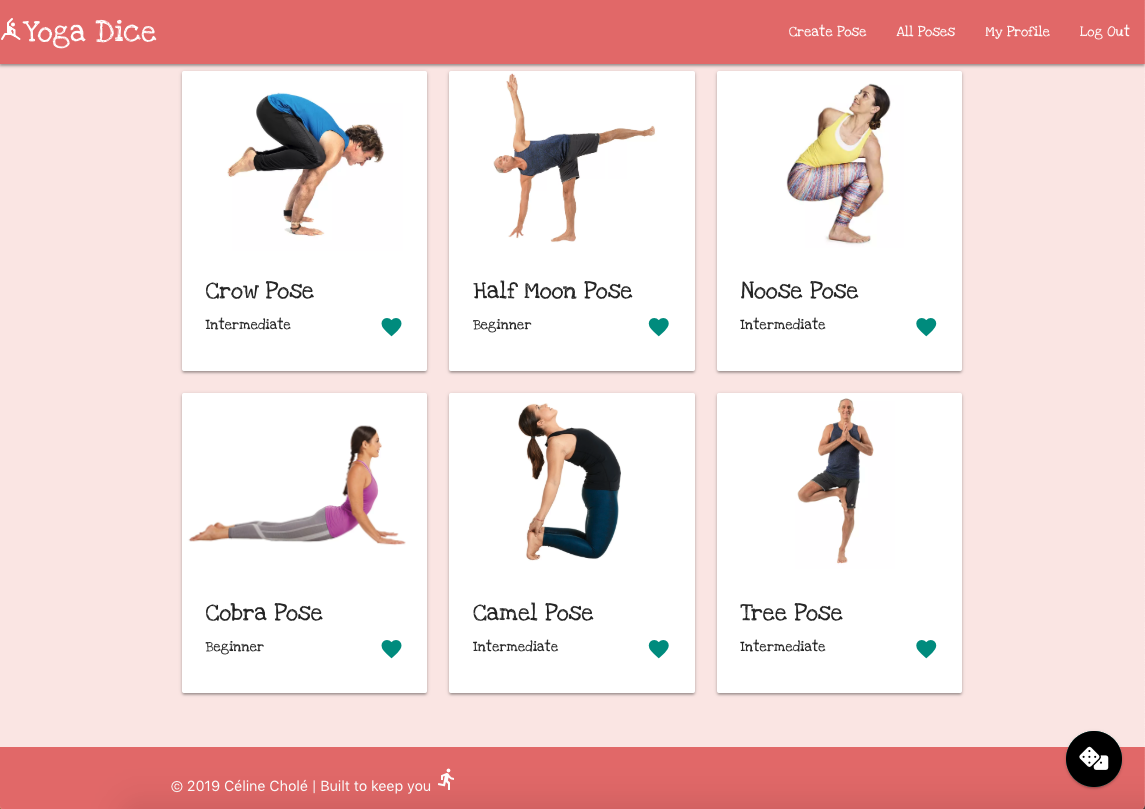 Yoga Dice
Create Pose All Poses My Profile Log Out
Crow Pose
Intermediate
Half Moon Pose
Beginner
Noose Pose
Intermediate
Cobra Pose
Beginner
Camel Pose
Intermediate
Tree Pose
Intermediate
© 2019 Céline Cholé | Built to keep you